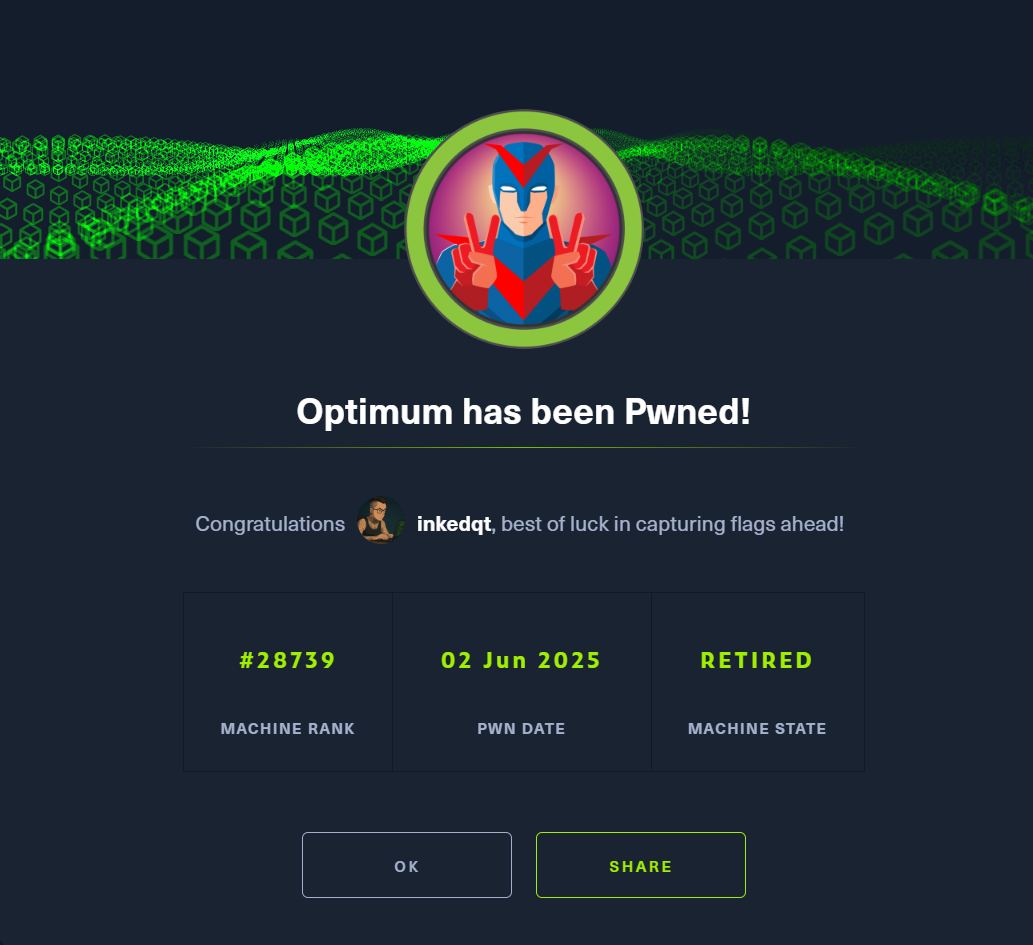 Optimum has been Pwned!
Congratulations inkedqt, best of luck in capturing flags ahead!
#28739 02 Jun 2025 RETIRED
MACHINE RANK PWN DATE MACHINE STATE
OK SHARE